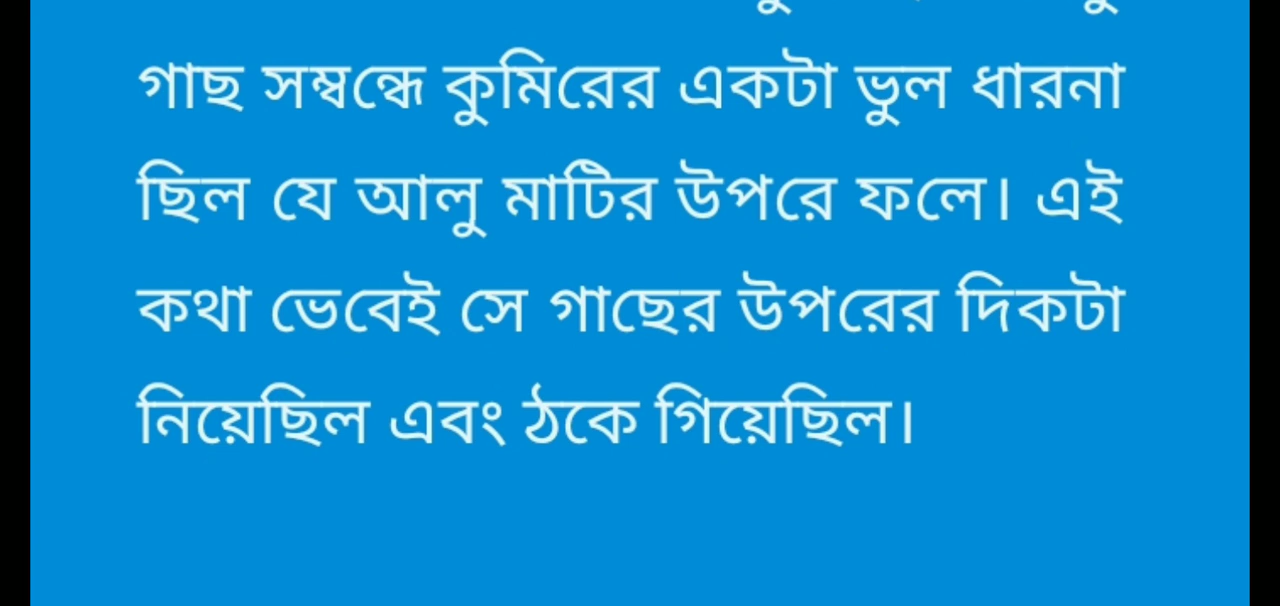 গাছ সম্বন্ধে কুমিরের একটা ভুল ধারনা
ছিল যে আলু মাটির উপরে ফলে। এই
কথা ভেবেই সে গাছের উপরের দিকটা
নিয়েছিল এবং ঠকে গিয়েছিল।